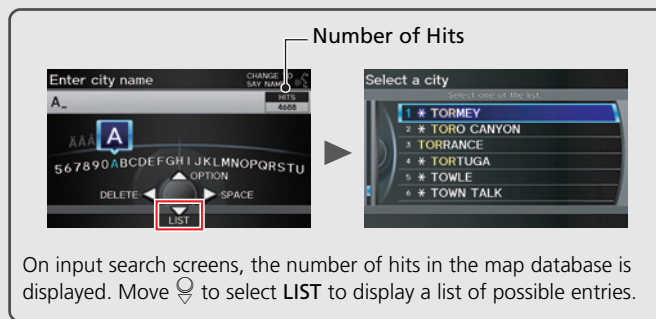 Number of Hits
Enter city name
CHANGE TO
SAY NAME
A_
HITS
4688
ÄÃÅ A
567890ABCDEFGHIJKLMNOPQRSTU
OPTION
DELETE
SPACE
LIST
Select a city
Select one of the list.
1 * TORMEY
2 * TORO CANYON
3 TORRANCE
4 * TORTUGA
5 * TOWLE
6 * TOWN TALK
On input search screens, the number of hits in the map database is
displayed. Move to select LIST to display a list of possible entries.